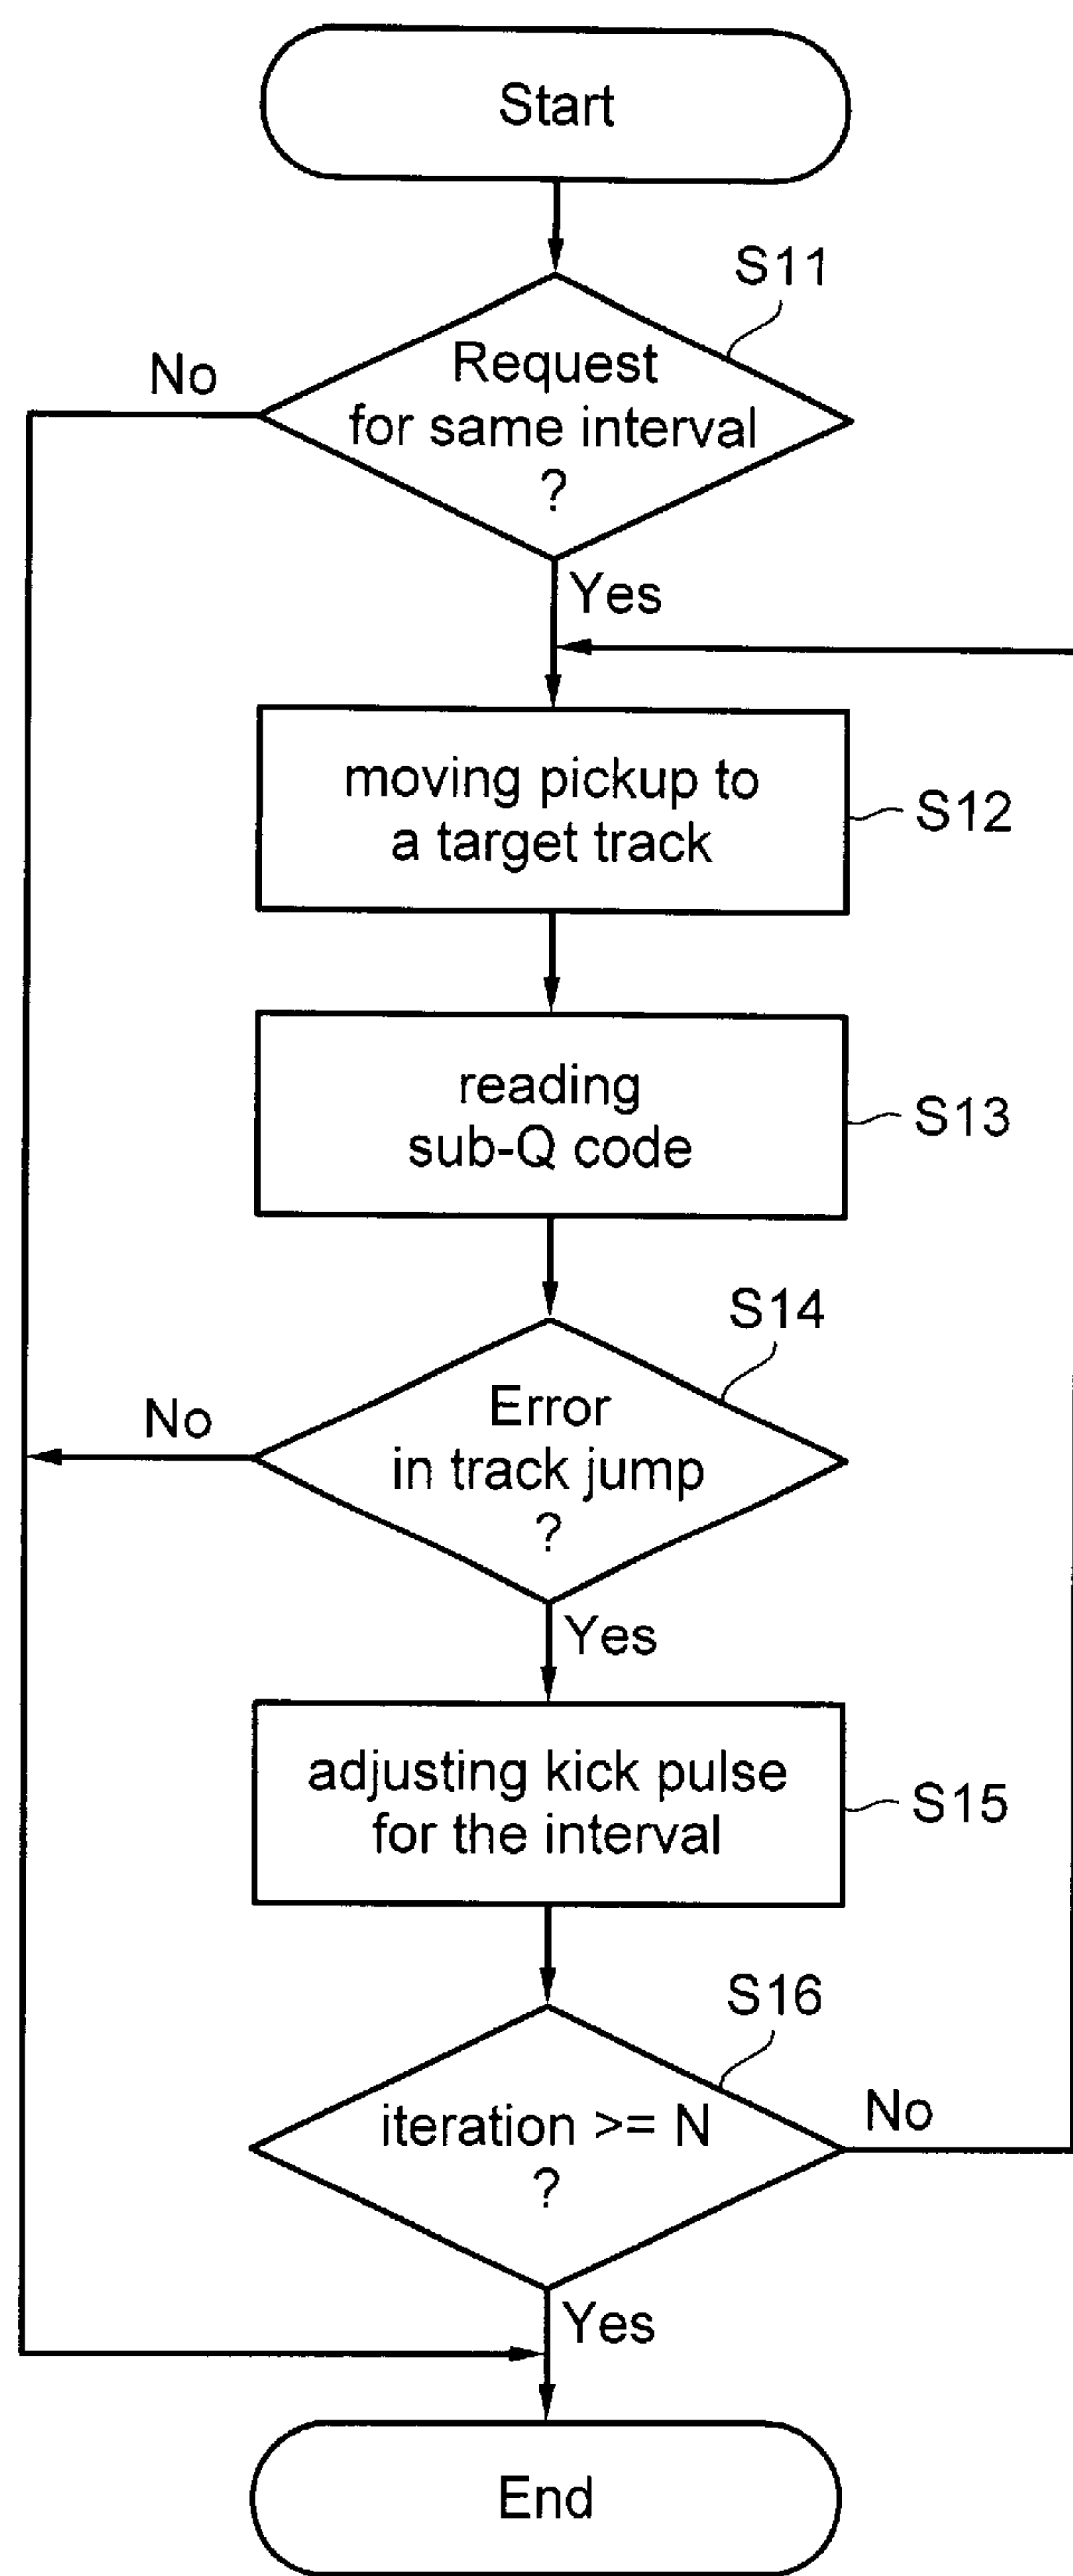 Start
S11
No
Request
for same interval
?
Yes
moving pickup to
a target track
S12
reading
sub-Q code
S13
S14
No
Error
in track jump
?
Yes
adjusting kick pulse
for the interval
S15
S16
iteration >= N
?
No
Yes
End